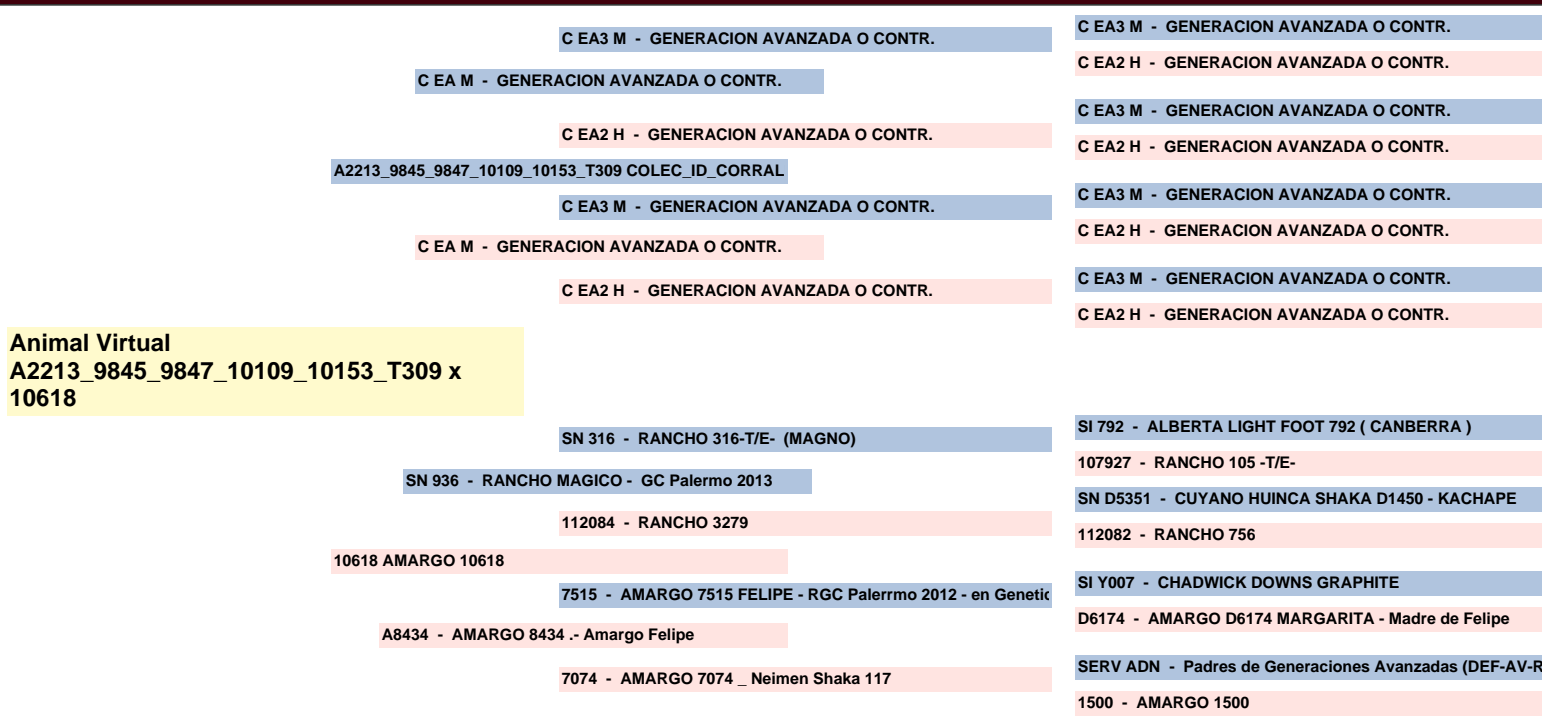 C EA3 M - GENERACION AVANZADA O CONTR.
C EA3 M - GENERACION AVANZADA O CONTR.
C EA2 H - GENERACION AVANZADA O CONTR.
C EA M - GENERACION AVANZADA O CONTR.
C EA3 M - GENERACION AVANZADA O CONTR.
C EA2 H - GENERACION AVANZADA O CONTR.
C EA2 H - GENERACION AVANZADA O CONTR.
A2213_9845_9847_10109_10153_T309 COLEC_ID_CORRAL
C EA3 M - GENERACION AVANZADA O CONTR.
C EA3 M - GENERACION AVANZADA O CONTR.
C EA2 H - GENERACION AVANZADA O CONTR.
C EA M - GENERACION AVANZADA O CONTR.
C EA3 M - GENERACION AVANZADA O CONTR.
C EA2 H - GENERACION AVANZADA O CONTR.
C EA2 H - GENERACION AVANZADA O CONTR.
Animal Virtual
A2213_9845_9847_10109_10153_T309 x
10618
SI 792 - ALBERTA LIGHT FOOT 792 ( CANBERRA )
SN 316 - RANCHO 316-T/E- (MAGNO)
107927 - RANCHO 105 -T/E-
SN 936 - RANCHO MAGICO - GC Palermo 2013
SN D5351 - CUYANO HUINCA SHAKA D1450 - KACHAPE
112084 - RANCHO 3279
112082 - RANCHO 756
10618 AMARGO 10618
SI Y007 - CHADWICK DOWNS GRAPHITE
7515 - AMARGO 7515 FELIPE - RGC Palerrmo 2012 - en Genetic
D6174 - AMARGO D6174 MARGARITA - Madre de Felipe
A8434 - AMARGO 8434 .- Amargo Felipe
SERV ADN - Padres de Generaciones Avanzadas (DEF-AV-R
7074 - AMARGO 7074 _ Neimen Shaka 117
1500 - AMARGO 1500